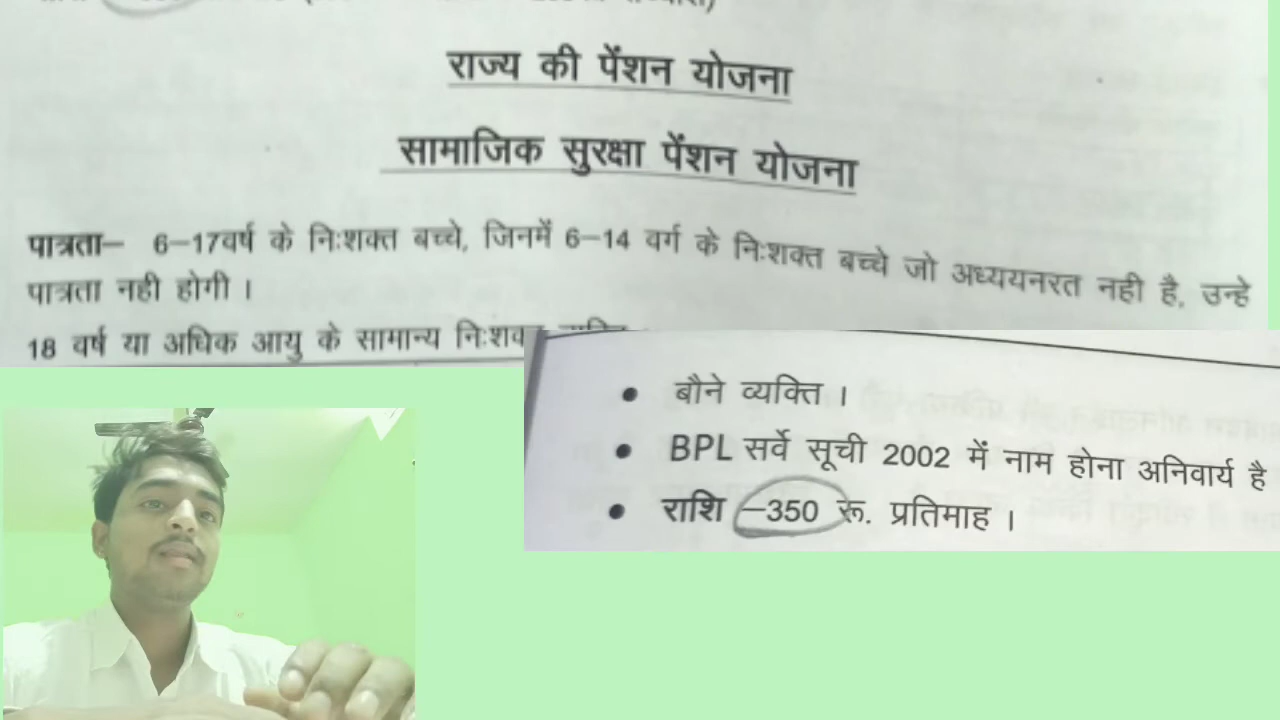 राज्य की पेंशन योजना
सामाजिक सुरक्षा पेंशन योजना
पात्रता– 6–17वर्ष के निःशक्त बच्चे, जिनमें 6–14 वर्ग के निःशक्त बच्चे जो अध्ययनरत नही है, उन्हे
पात्रता नही होगी ।
18 वर्ष या अधिक आयु के सामान्य
• बौने व्यक्ति ।
• BPL सर्वे सूची 2002 में नाम होना अनिवार्य है
• राशि –350 रू. प्रतिमाह ।